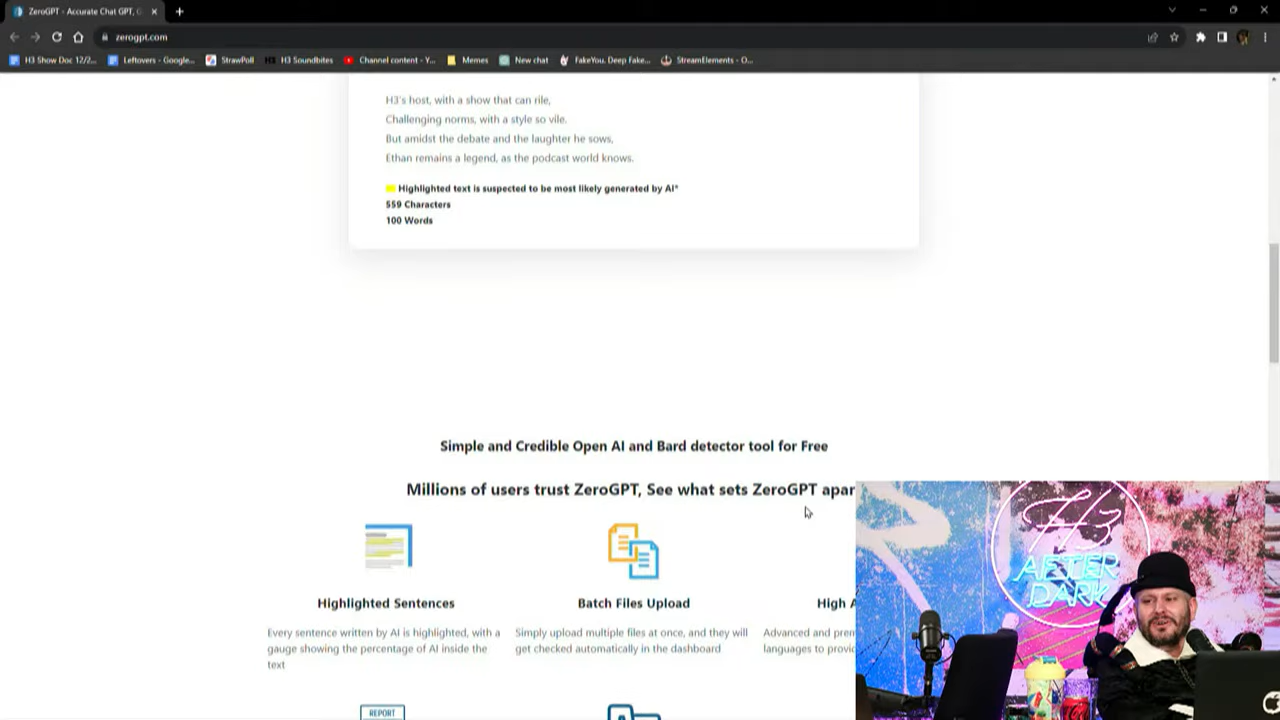 ZeroGPT - Accurate Chat GPT, G
zerogpt.com
H3 Show Doc 12/2...
Leftovers - Google...
StrawPoll
H3 Soundbites
Channel content - Y...
Memes
New chat
FakeYou. Deep Fake...
StreamElements - O...
H3's host, with a show that can rile,
Challenging norms, with a style so vile.
But amidst the debate and the laughter he sows,
Ethan remains a legend, as the podcast world knows.
Highlighted text is suspected to be most likely generated by AI*
559 Characters
100 Words
Simple and Credible Open AI and Bard detector tool for Free
Millions of users trust ZeroGPT, See what sets ZeroGPT apar
Highlighted Sentences
Batch Files Upload
High A
Every sentence written by AI is highlighted, with a
gauge showing the percentage of AI inside the
text
Simply upload multiple files at once, and they will
get checked automatically in the dashboard
Advanced and prem
languages to provid
REPORT
H3
AFTER
DARK